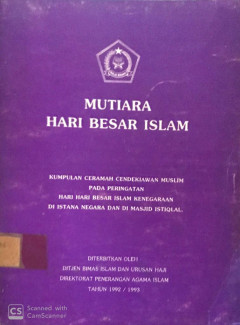 MUTIARA
HARI BESAR ISLAM
KUMPULAN CERAMAH CENDEKIAWAN MUSLIM
PADA PERINGATAN
HARI HARI BESAR ISLAM KENEGARAAN
DI ISTANA NEGARA DAN DI MASJID ISTIQLAL
DITERBITKAN OLEH
DITJEN BIMAS ISLAM DAN URUSAN HAJI
DIREKTORAT PENERANGAN AGAMA ISLAM
TAHUN 1992 / 1993
CS Scanned with
CamScanner